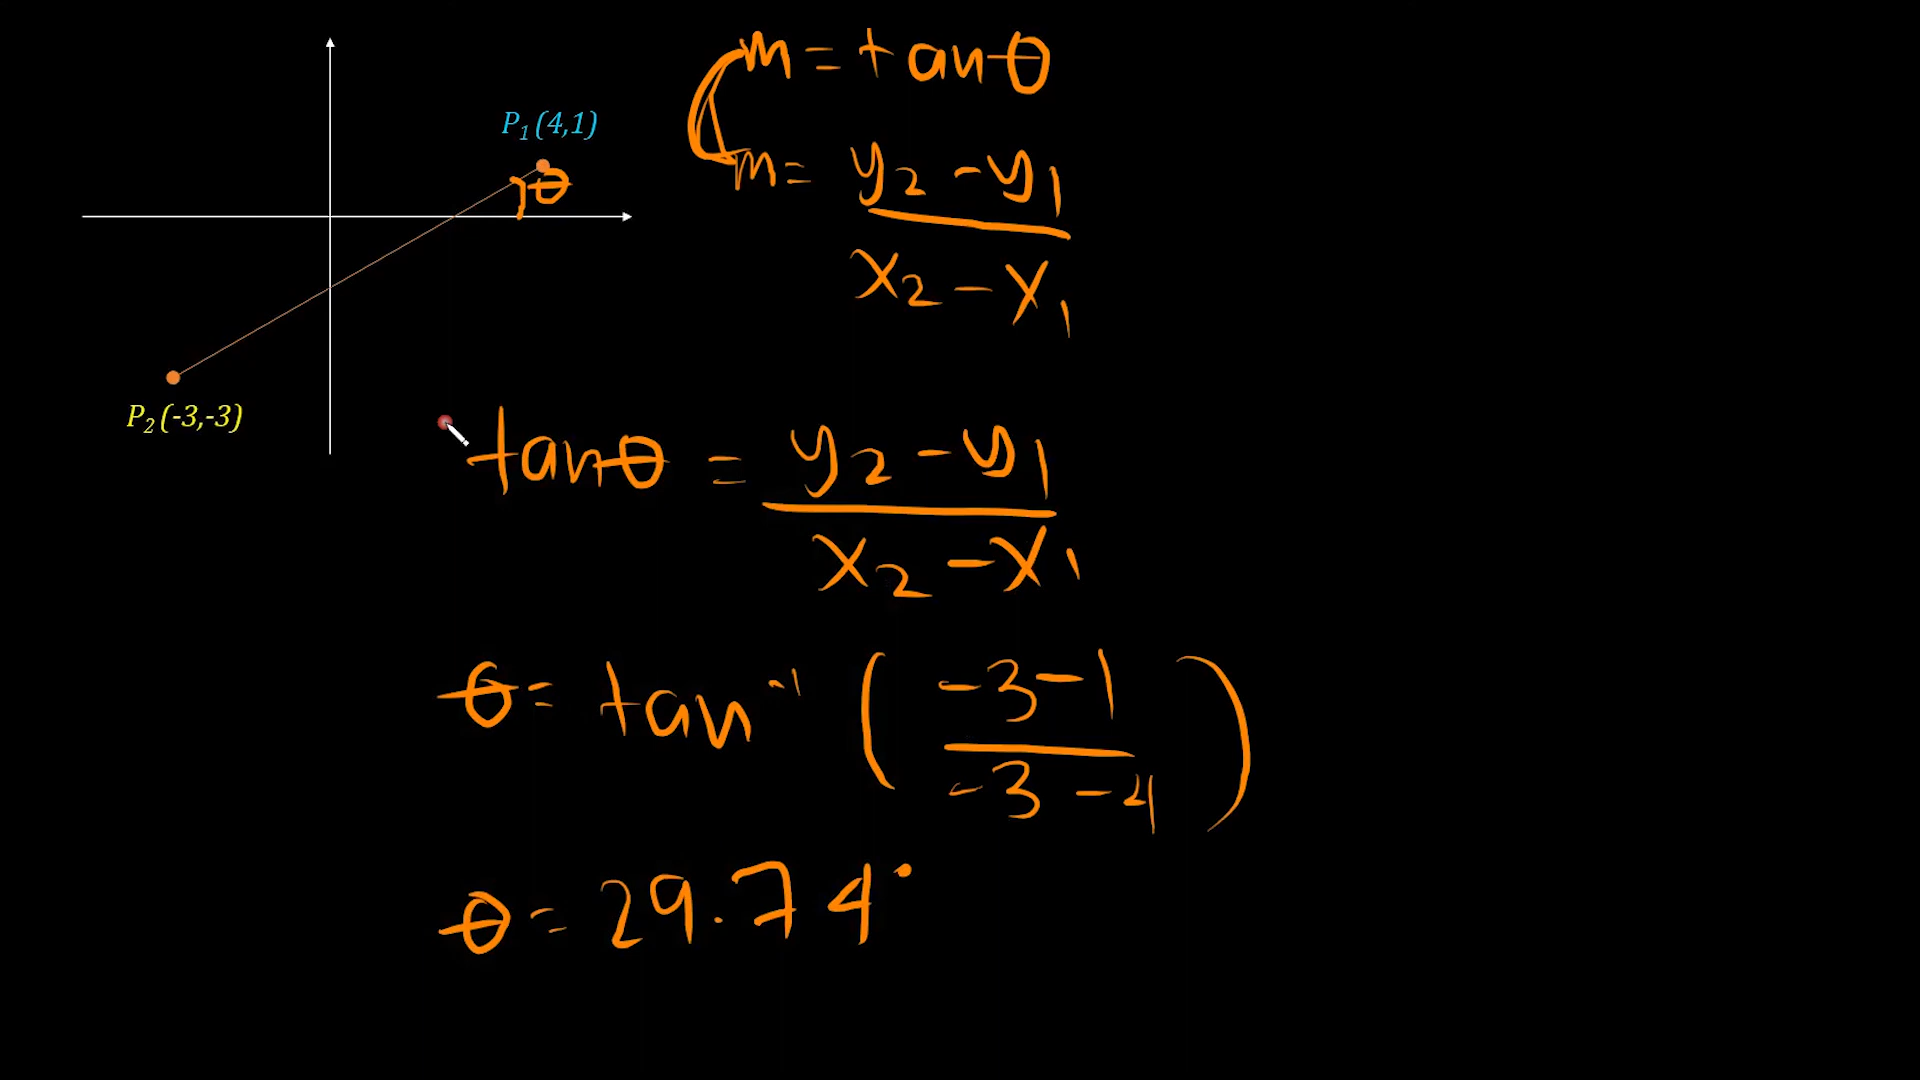 m = tanθ
P₁(4,1)
m = y₂ - y₁
x₂ - x₁
θ
P₂(-3,-3)
tanθ = y₂ - y₁
x₂ - x₁
θ = tan⁻¹ ( -3 - 1
-3 - 4 )
θ = 29.74°